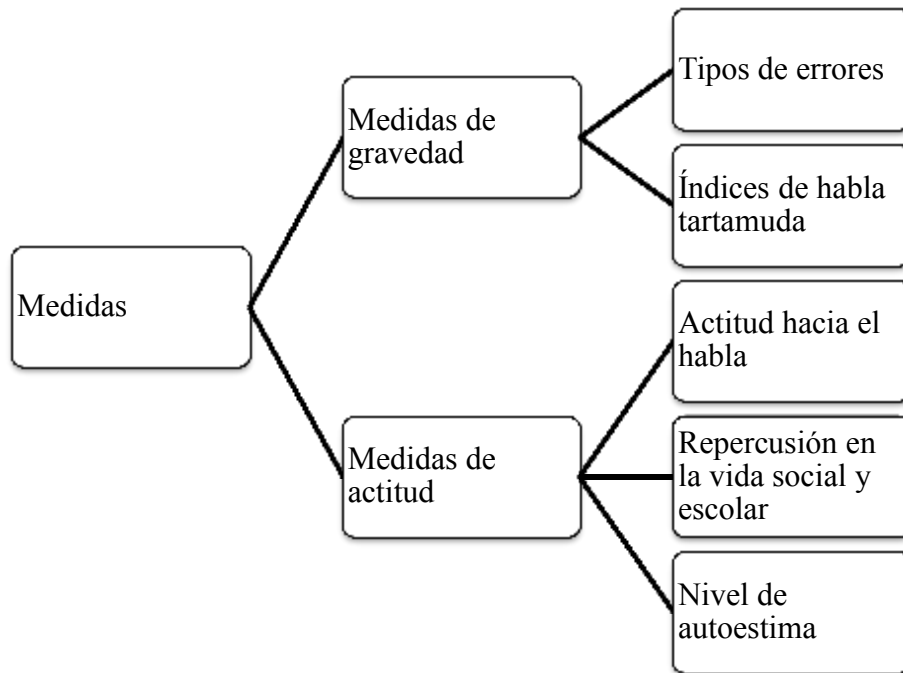 Medidas
Medidas de
gravedad
Tipos de errores
Índices de habla
tartamuda
Medidas de
actitud
Actitud hacia el
habla
Repercusión en
la vida social y
escolar
Nivel de
autoestima